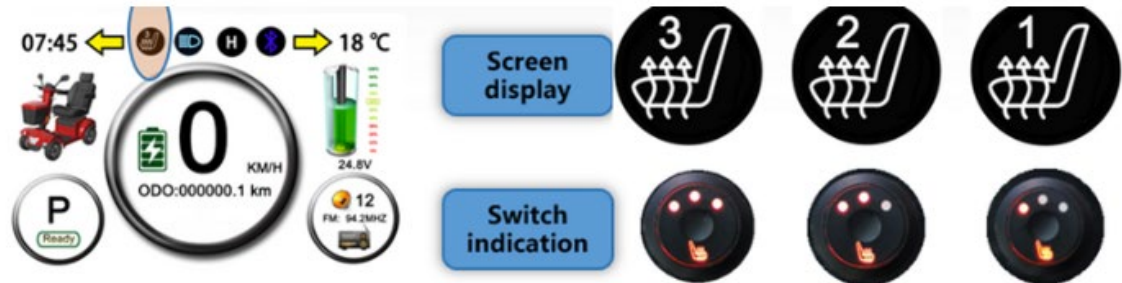 07:45
3
H
18 ℃
0
KM/H
ODO:000000.1 km
24.8V
P
Ready
12
FM: 94.2MHZ
Screen
display
3
2
1
Switch
indication